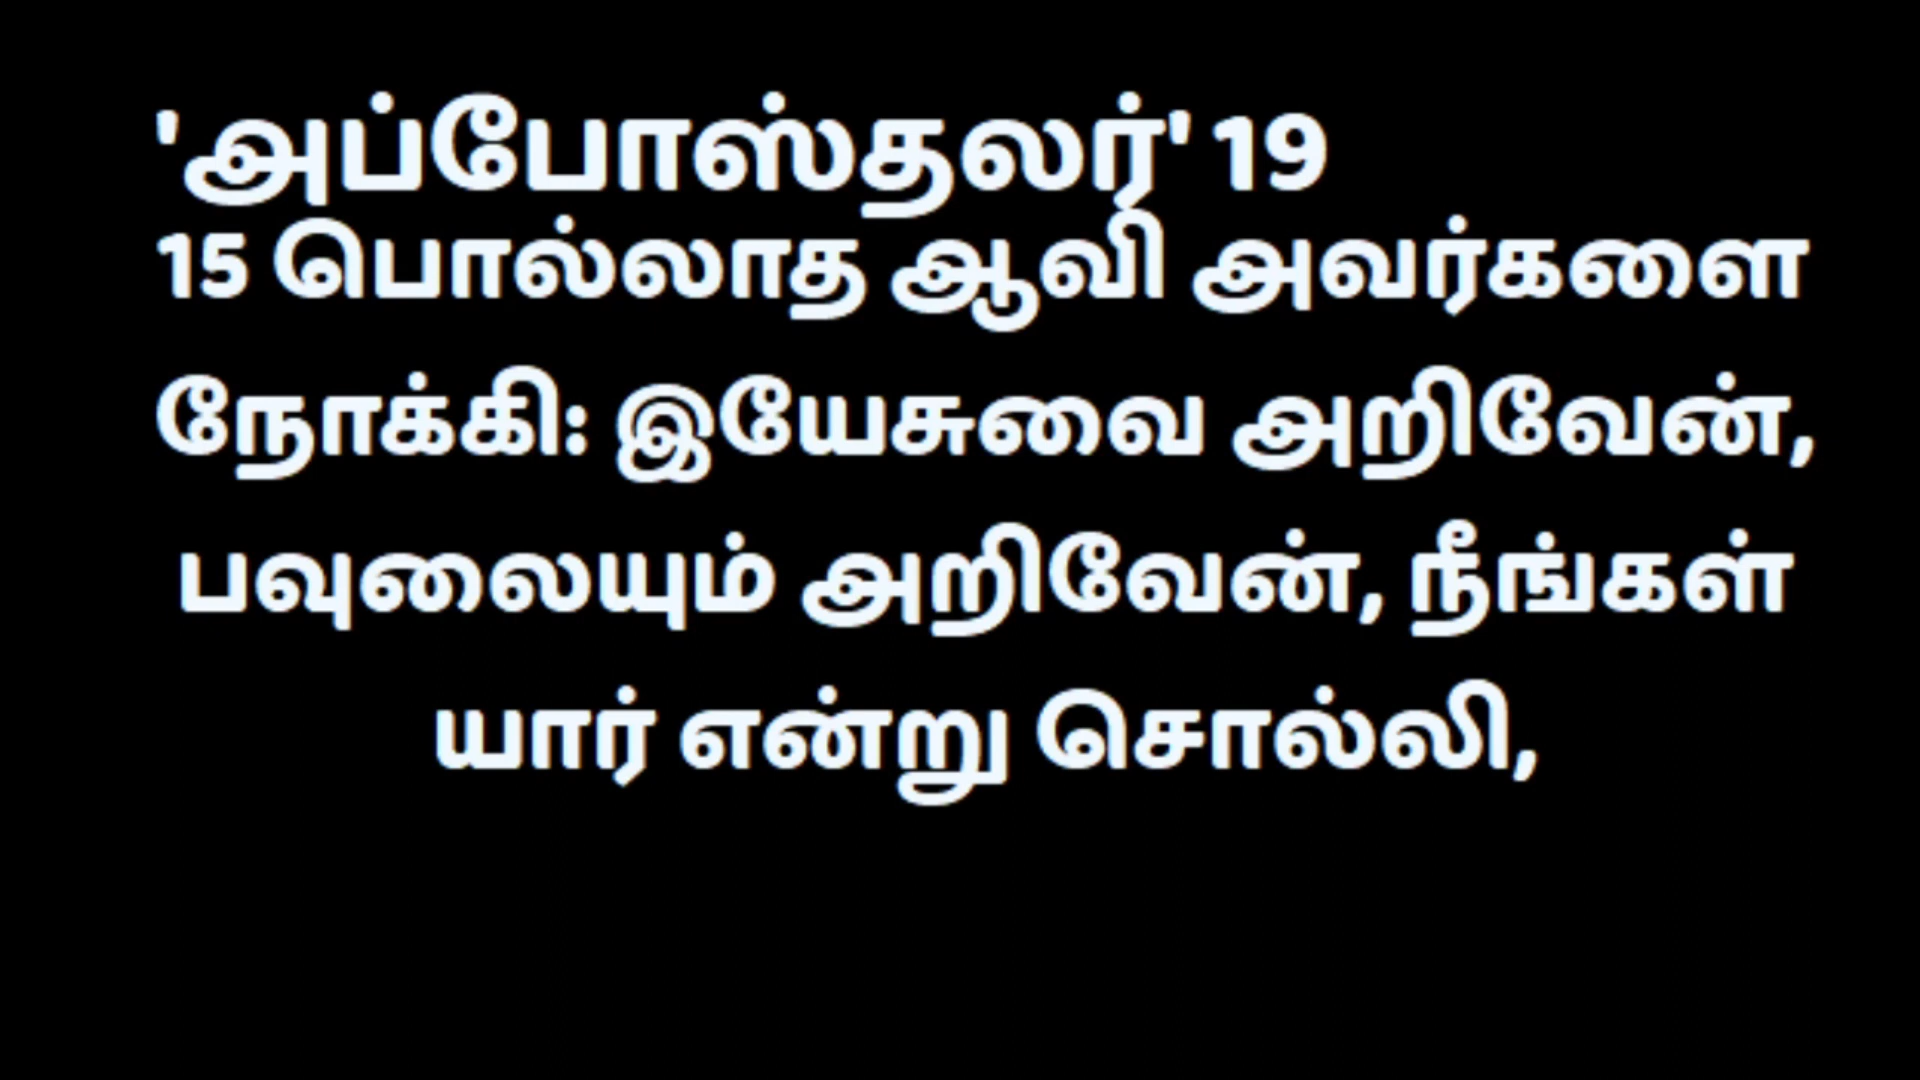 'அப்போஸ்தலர்' 19
15 பொல்லாத ஆவி அவர்களை
நோக்கி: இயேசுவை அறிவேன்,
பவுலையும் அறிவேன், நீங்கள்
யார் என்று சொல்லி,